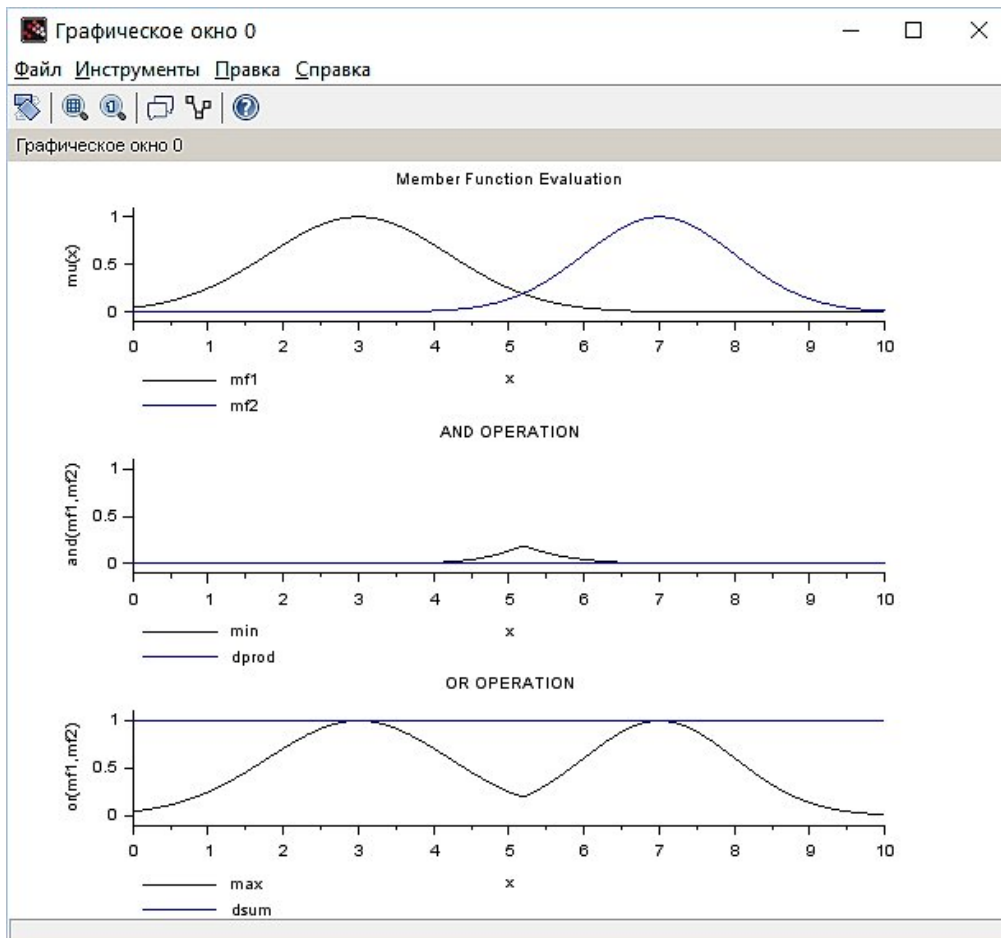 Графическое окно 0
Файл Инструменты Правка Справка
Графическое окно 0
Member Function Evaluation
mu(x)
1
0.5
0
0 1 2 3 4 5 6 7 8 9 10
x
mf1
mf2
AND OPERATION
and(mf1,mf2)
1
0.5
0
0 1 2 3 4 5 6 7 8 9 10
x
min
dprod
OR OPERATION
or(mf1,mf2)
1
0.5
0
0 1 2 3 4 5 6 7 8 9 10
x
max
dsum